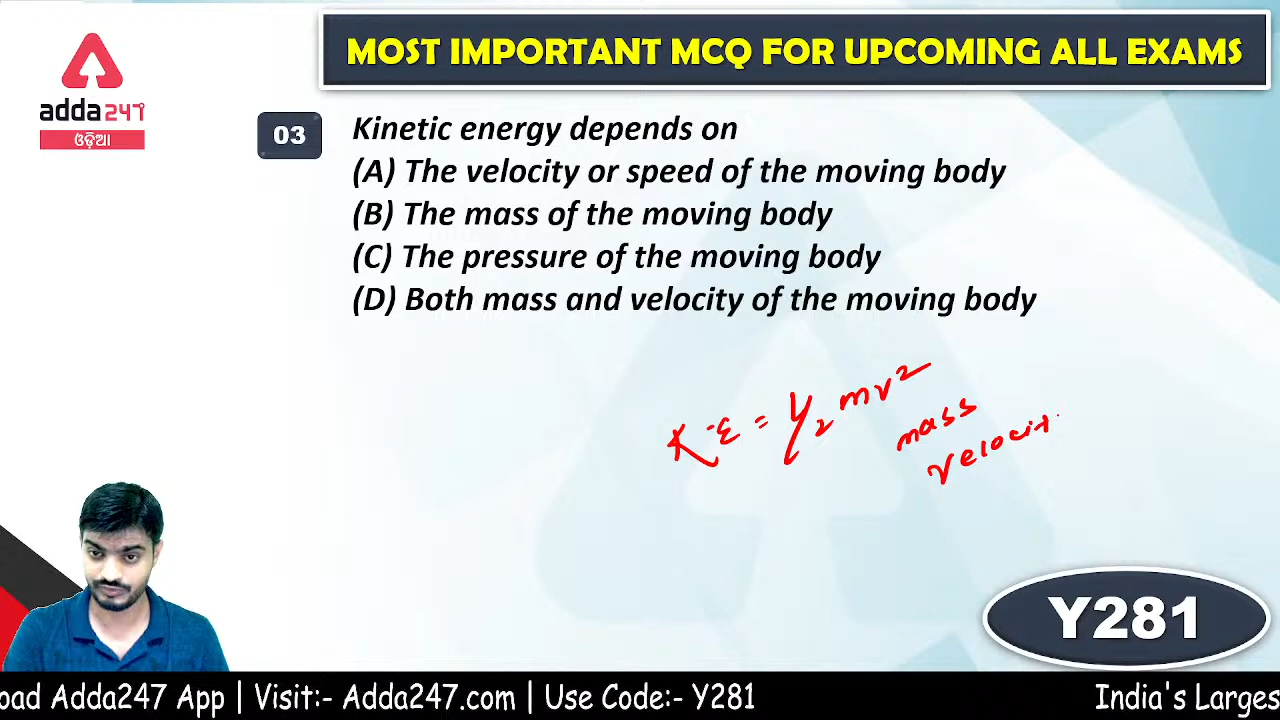 MOST IMPORTANT MCQ FOR UPCOMING ALL EXAMS
adda247
ଓଡ଼ିଆ
03
Kinetic energy depends on
(A) The velocity or speed of the moving body
(B) The mass of the moving body
(C) The pressure of the moving body
(D) Both mass and velocity of the moving body
K.E = 1/2 mv²
mass
velocit
Y281
oad Adda247 App | Visit:- Adda247.com | Use Code:- Y281
India's Larges